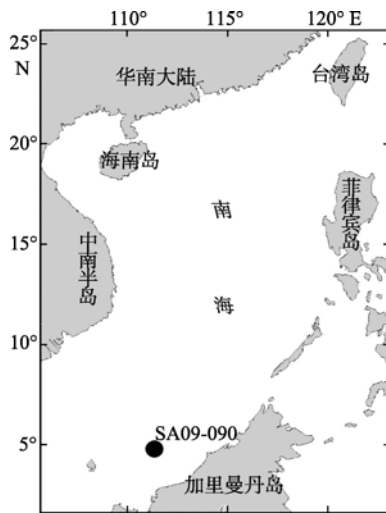 110° 115° 120° E
25°
N
华南大陆
台湾岛
20°
海南岛
菲律宾岛
南
15°
中南半岛
海
10°
SA09-090
5°
加里曼丹岛